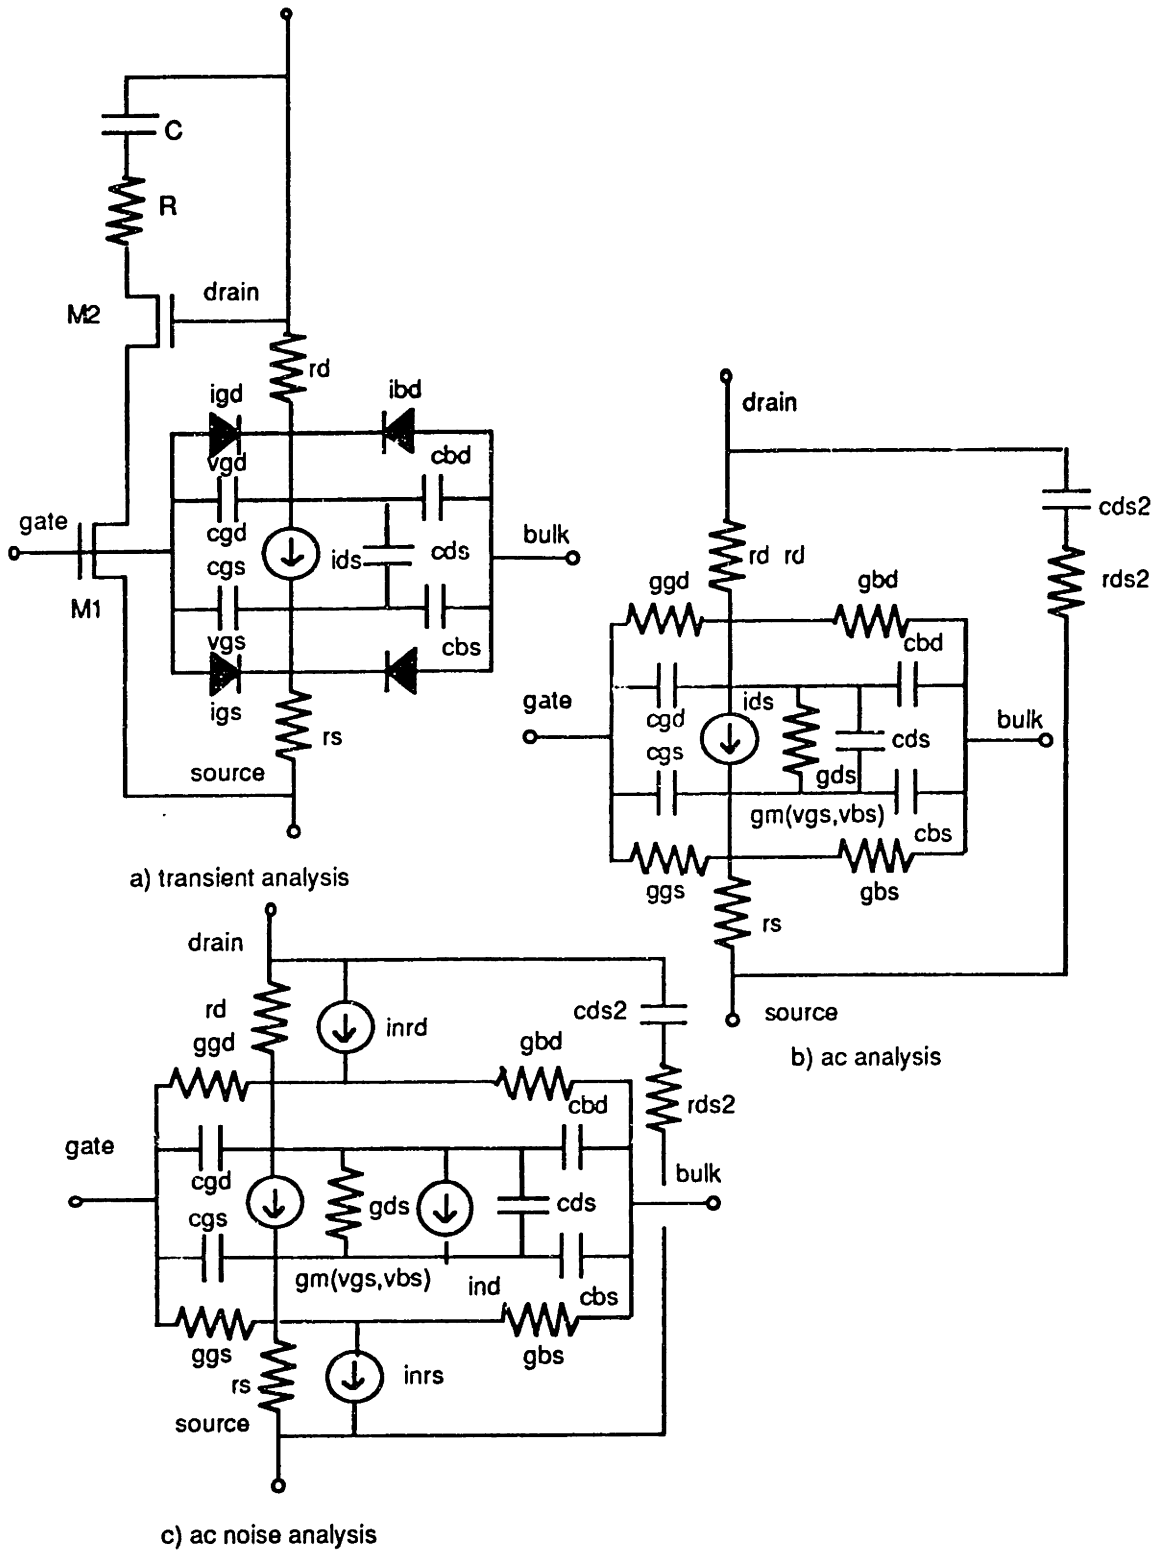 C
R
M2
drain
rd
igd
ibd
vgd
cbd
gate
cgd
ids
cds
bulk
cgs
M1
vgs
cbs
igs
rs
source
a) transient analysis
drain
cds2
rd rd
rds2
ggd
gbd
cbd
gate
cgd
ids
bulk
cgs
cds
gds
gm(vgs,vbs)
cbs
ggs
gbs
rs
source
b) ac analysis
drain
rd
inrd
cds2
ggd
gbd
rds2
cbd
gate
cgd
bulk
gds
cds
cgs
gm(vgs,vbs)
ind
cbs
ggs
gbs
rs
inrs
source
c) ac noise analysis